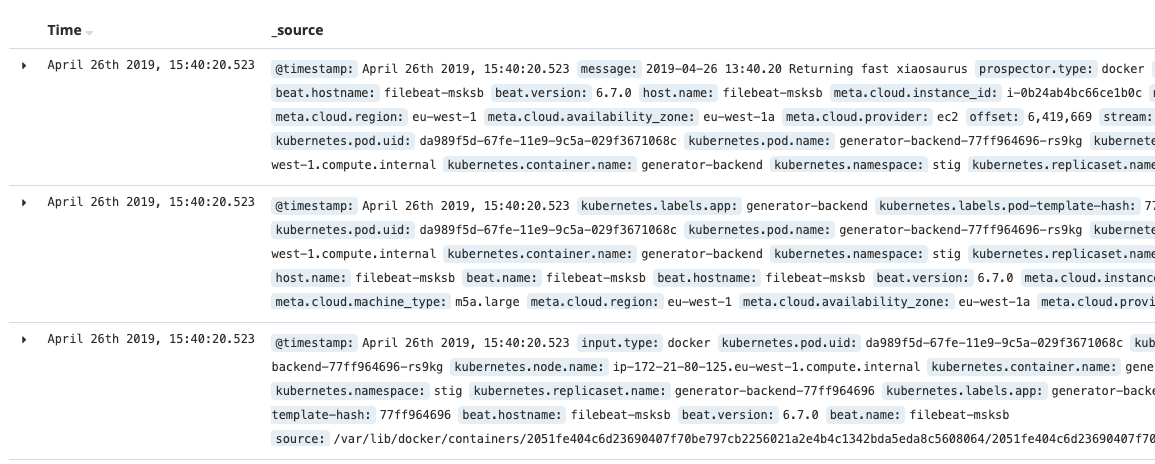 Time _source
April 26th 2019, 15:40:20.523 @timestamp: April 26th 2019, 15:40:20.523 message: 2019-04-26 13:40.20 Returning fast xiaosaurus prospector.type: docker
beat.hostname: filebeat-msksb beat.version: 6.7.0 host.name: filebeat-msksb meta.cloud.instance_id: i-0b24ab4bc66ce1b0c
meta.cloud.region: eu-west-1 meta.cloud.availability_zone: eu-west-1a meta.cloud.provider: ec2 offset: 6,419,669 stream:
kubernetes.pod.uid: da989f5d-67fe-11e9-9c5a-029f3671068c kubernetes.pod.name: generator-backend-77ff964696-rs9kg kubernete
west-1.compute.internal kubernetes.container.name: generator-backend kubernetes.namespace: stig kubernetes.replicaset.name
April 26th 2019, 15:40:20.523 @timestamp: April 26th 2019, 15:40:20.523 kubernetes.labels.app: generator-backend kubernetes.labels.pod-template-hash: 77
kubernetes.pod.uid: da989f5d-67fe-11e9-9c5a-029f3671068c kubernetes.pod.name: generator-backend-77ff964696-rs9kg kubernete
west-1.compute.internal kubernetes.container.name: generator-backend kubernetes.namespace: stig kubernetes.replicaset.name
host.name: filebeat-msksb beat.name: filebeat-msksb beat.hostname: filebeat-msksb beat.version: 6.7.0 meta.cloud.instanc
meta.cloud.machine_type: m5a.large meta.cloud.region: eu-west-1 meta.cloud.availability_zone: eu-west-1a meta.cloud.provi
April 26th 2019, 15:40:20.523 @timestamp: April 26th 2019, 15:40:20.523 input.type: docker kubernetes.pod.uid: da989f5d-67fe-11e9-9c5a-029f3671068c kub
backend-77ff964696-rs9kg kubernetes.node.name: ip-172-21-80-125.eu-west-1.compute.internal kubernetes.container.name: gene
kubernetes.namespace: stig kubernetes.replicaset.name: generator-backend-77ff964696 kubernetes.labels.app: generator-backe
template-hash: 77ff964696 beat.hostname: filebeat-msksb beat.version: 6.7.0 beat.name: filebeat-msksb
source: /var/lib/docker/containers/2051fe404c6d23690407f70be797cb2256021a2e4b4c1342bda5eda8c5608064/2051fe404c6d23690407f70